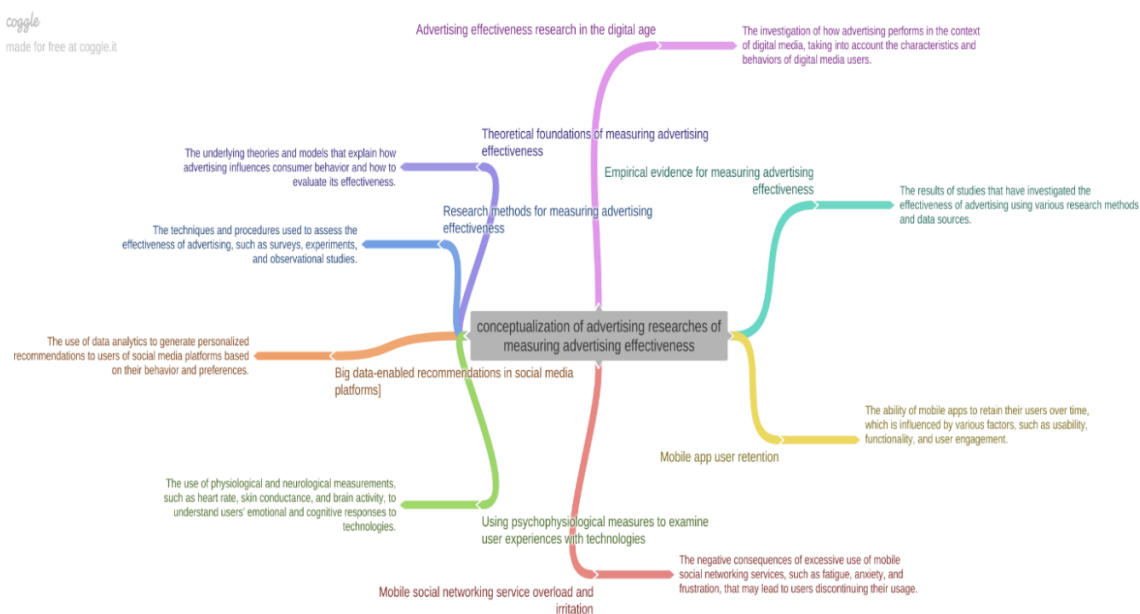 coggle
made for free at coggle.it
Advertising effectiveness research in the digital age
The investigation of how advertising performs in the context
of digital media, taking into account the characteristics and
behaviors of digital media users.
Theoretical foundations of measuring advertising
effectiveness
The underlying theories and models that explain how
advertising influences consumer behavior and how to
evaluate its effectiveness.
Empirical evidence for measuring advertising
effectiveness
The results of studies that have investigated the
effectiveness of advertising using various research methods
and data sources.
Research methods for measuring advertising
effectiveness
The techniques and procedures used to assess the
effectiveness of advertising, such as surveys, experiments,
and observational studies.
conceptualization of advertising researches of
measuring advertising effectiveness
The use of data analytics to generate personalized
recommendations to users of social media platforms based
on their behavior and preferences.
Big data-enabled recommendations in social media
platforms]
The ability of mobile apps to retain their users over time,
which is influenced by various factors, such as usability,
functionality, and user engagement.
Mobile app user retention
The use of physiological and neurological measurements,
such as heart rate, skin conductance, and brain activity, to
understand users' emotional and cognitive responses to
technologies.
Using psychophysiological measures to examine
user experiences with technologies
The negative consequences of excessive use of mobile
social networking services, such as fatigue, anxiety, and
frustration, that may lead to users discontinuing their usage.
Mobile social networking service overload and
irritation